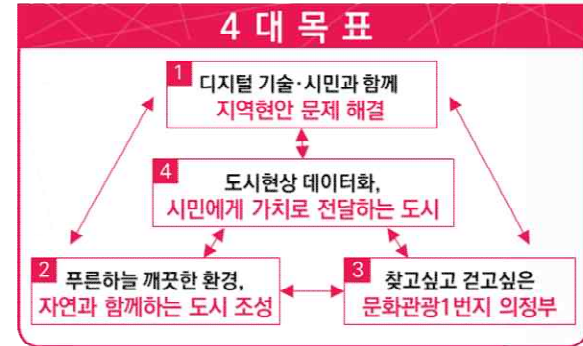 4대목표
1
디지털 기술·시민과 함께
지역현안 문제 해결
4
도시현상 데이터화,
시민에게 가치로 전달하는 도시
2
푸른하늘 깨끗한 환경,
자연과 함께하는 도시 조성
3
찾고싶고 걷고싶은
문화관광1번지 의정부